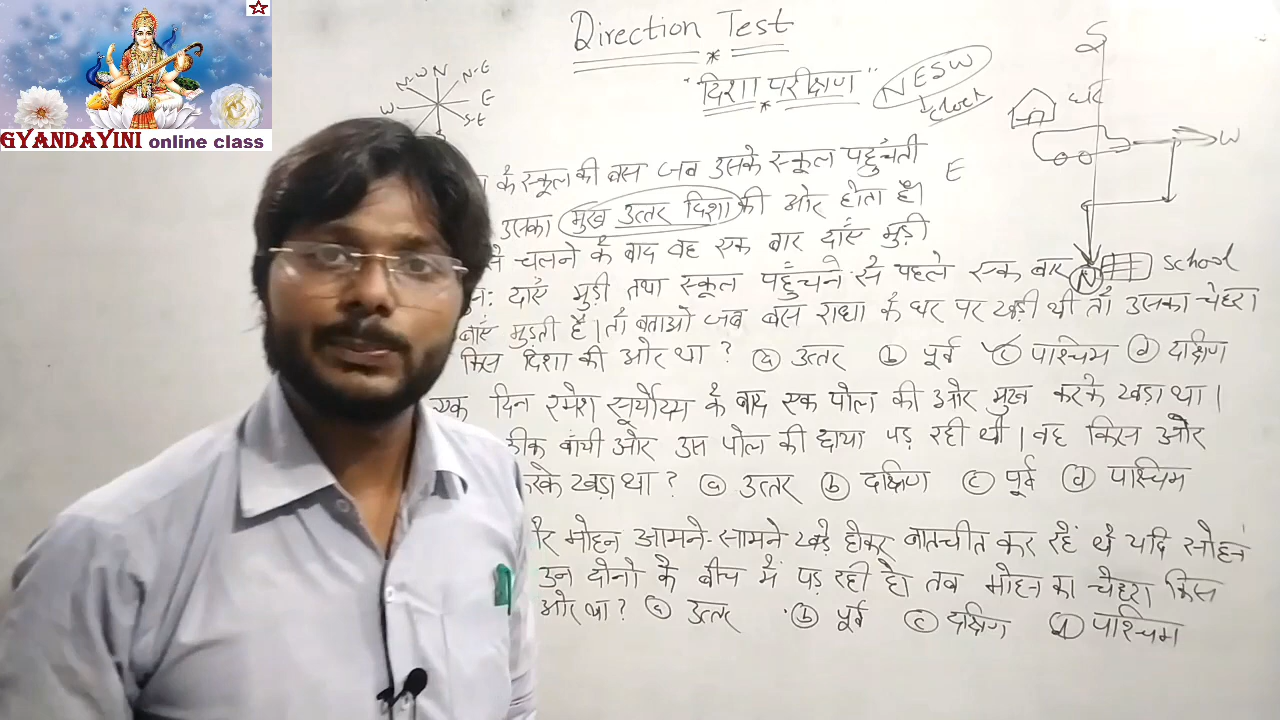 GYANDAYINI online class
Direction Test
"दिशा परीक्षण"
NESW
clock
N-W N N-E
W E
S-E
S
S
घर
W
E
N
School
के स्कूल की बस जब उसके स्कूल पहुँचती
उसका मुख उत्तर दिशा की ओर होता है।
से चलने के बाद वह एक बार दाएँ मुड़ी
पुन: दाएँ मुड़ी तथा स्कूल पहुँचने से पहले एक बार
बाएँ मुड़ती है। तो बताओ जब बस राधा के घर पर खड़ी थी तो उसका चेहरा
किस दिशा की ओर था? (a) उत्तर (b) पूर्व (c) पश्चिम (d) दक्षिण
एक दिन रमेश सूर्योदय के बाद एक पोल की ओर मुख करके खड़ा था।
ठीक बांयी ओर उस पोल की छाया पड़ रही थी। वह किस ओर
करके खड़ा था? (a) उत्तर (b) दक्षिण (c) पूर्व (d) पश्चिम
मोहन आमने-सामने खड़े होकर बातचीत कर रहें थे यदि सोहन
उन दोनो के बीच में पड़ रही हो तब मोहन का चेहरा किस
ओर था? (a) उत्तर (b) पूर्व (c) दक्षिण (d) पश्चिम